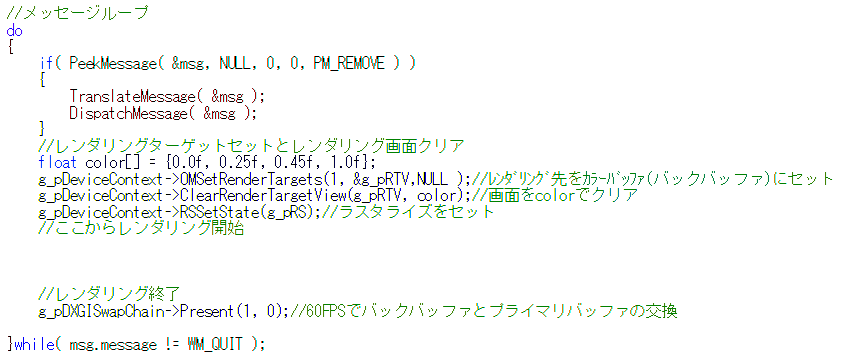 //メッセージループ
do
{
    if( PeekMessage( &msg, NULL, 0, 0, PM_REMOVE ) )
    {
        TranslateMessage( &msg );
        DispatchMessage( &msg );
    }
    //レンダリングターゲットセットとレンダリング画面クリア
    float color[] = {0.0f, 0.25f, 0.45f, 1.0f};
    g_pDeviceContext->OMSetRenderTargets(1, &g_pRTV,NULL );//ﾚﾝﾀﾞﾘﾝｸﾞ先をｶﾗｰﾊﾞｯﾌｧ(バックバッファ)にセット
    g_pDeviceContext->ClearRenderTargetView(g_pRTV, color);//画面をcolorでクリア
    g_pDeviceContext->RSSetState(g_pRS);//ラスタライズをセット
    //ここからレンダリング開始
    //レンダリング終了
    g_pDXGISwapChain->Present(1, 0);//60FPSでバックバッファとプライマリバッファの交換
}while( msg.message != WM_QUIT );